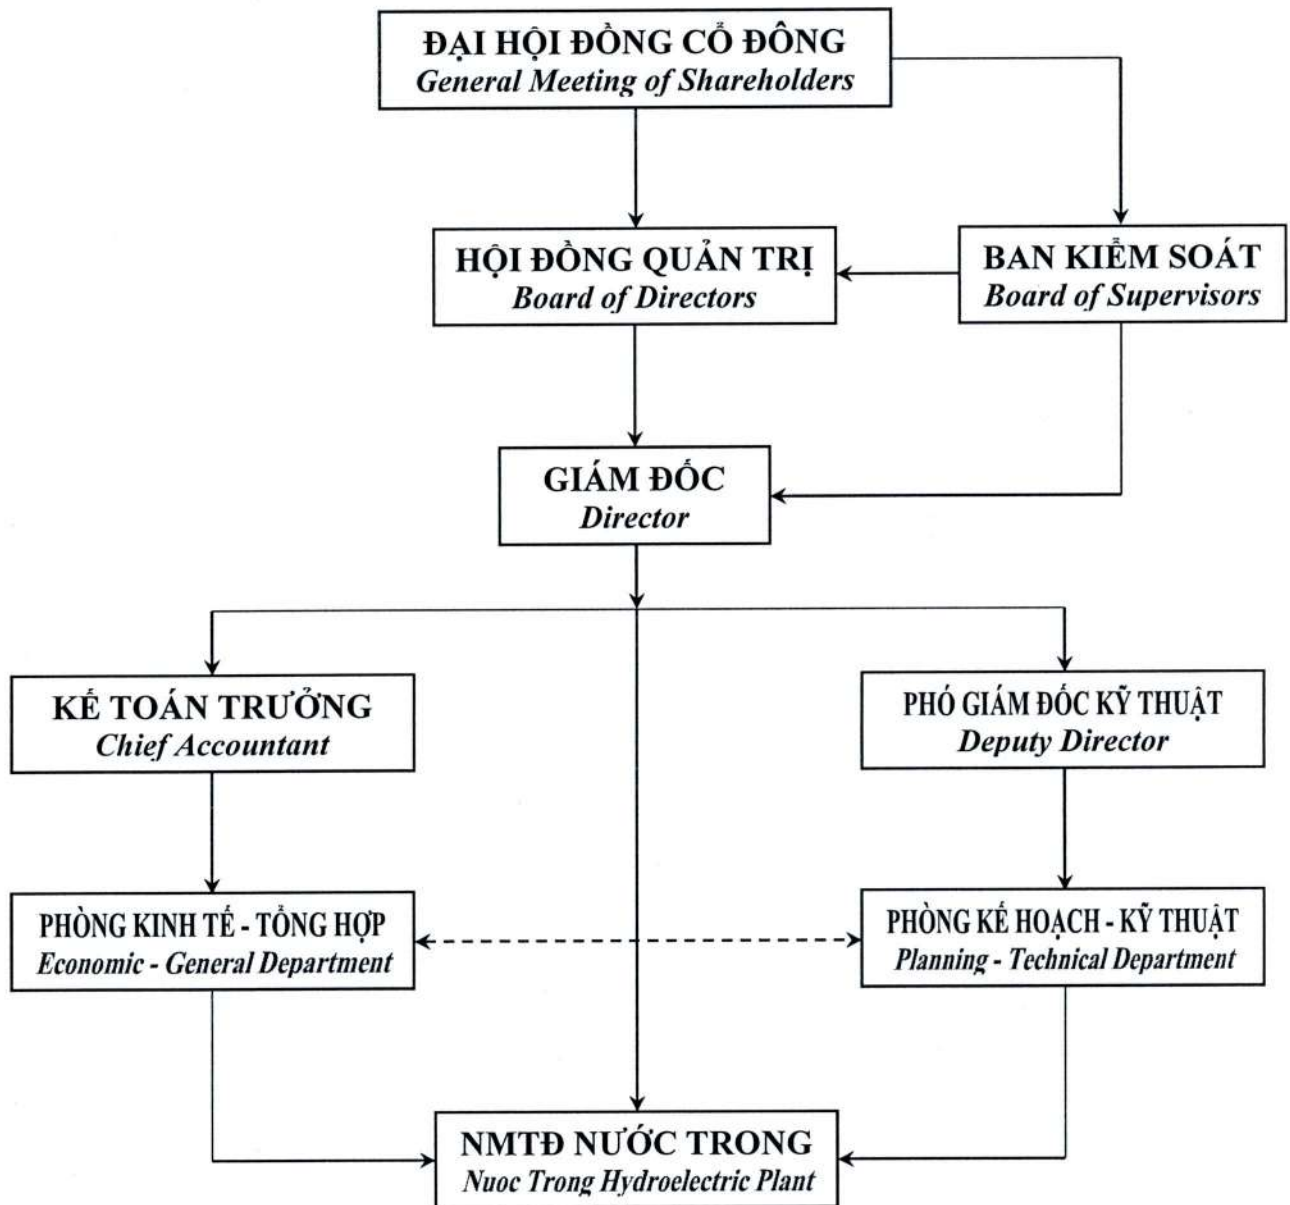 ĐẠI HỘI ĐỒNG CỔ ĐÔNG
General Meeting of Shareholders
HỘI ĐỒNG QUẢN TRỊ
Board of Directors
BAN KIỂM SOÁT
Board of Supervisors
GIÁM ĐỐC
Director
KẾ TOÁN TRƯỞNG
Chief Accountant
PHÓ GIÁM ĐỐC KỸ THUẬT
Deputy Director
PHÒNG KINH TẾ - TỔNG HỢP
Economic - General Department
PHÒNG KẾ HOẠCH - KỸ THUẬT
Planning - Technical Department
NMTĐ NƯỚC TRONG
Nuoc Trong Hydroelectric Plant